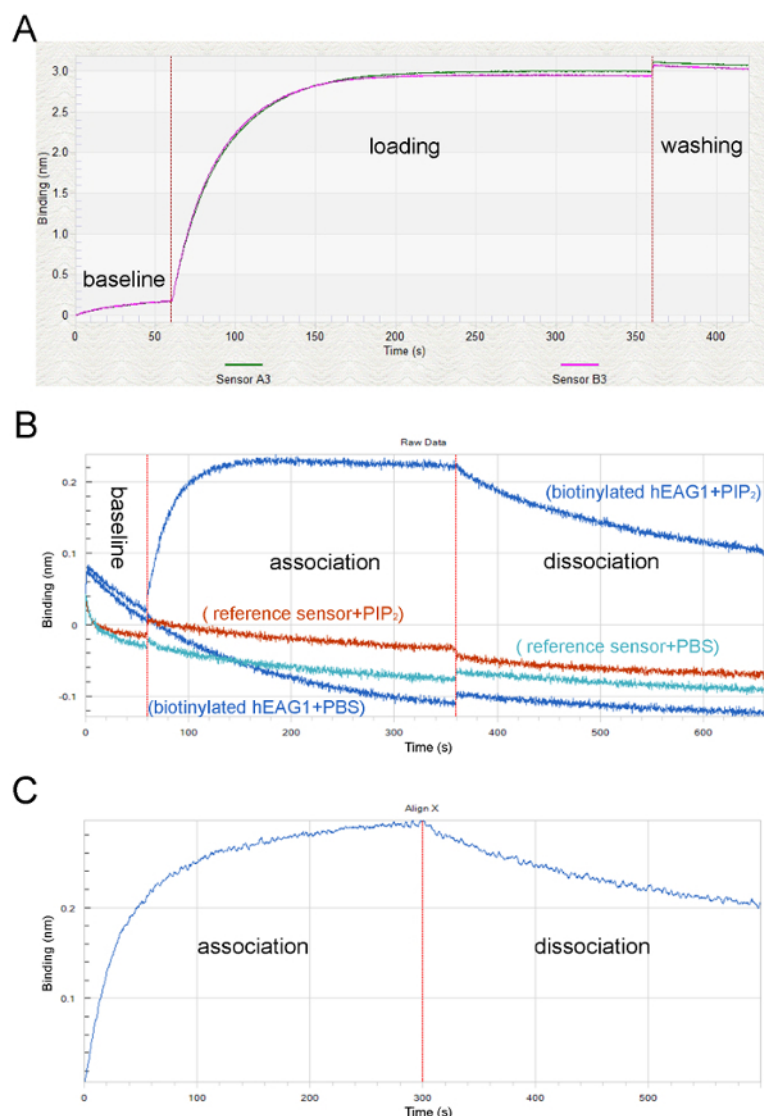 A
3.0
2.5
2.0
1.5
1.0
0.5
0
Binding (nm)
baseline
loading
washing
0 50 100 150 200 250 300 350 400
Time (s)
Sensor A3 Sensor B3
B
Raw Data
0.2
0.1
0
-0.1
Binding (nm)
baseline
(biotinylated hEAG1+PIP₂)
association
dissociation
( reference sensor+PIP₂)
( reference sensor+PBS)
(biotinylated hEAG1+PBS)
0 100 200 300 400 500 600
Time (s)
C
Align X
0.2
0.1
Binding (nm)
association
dissociation
0 100 200 300 400 500
Time (s)